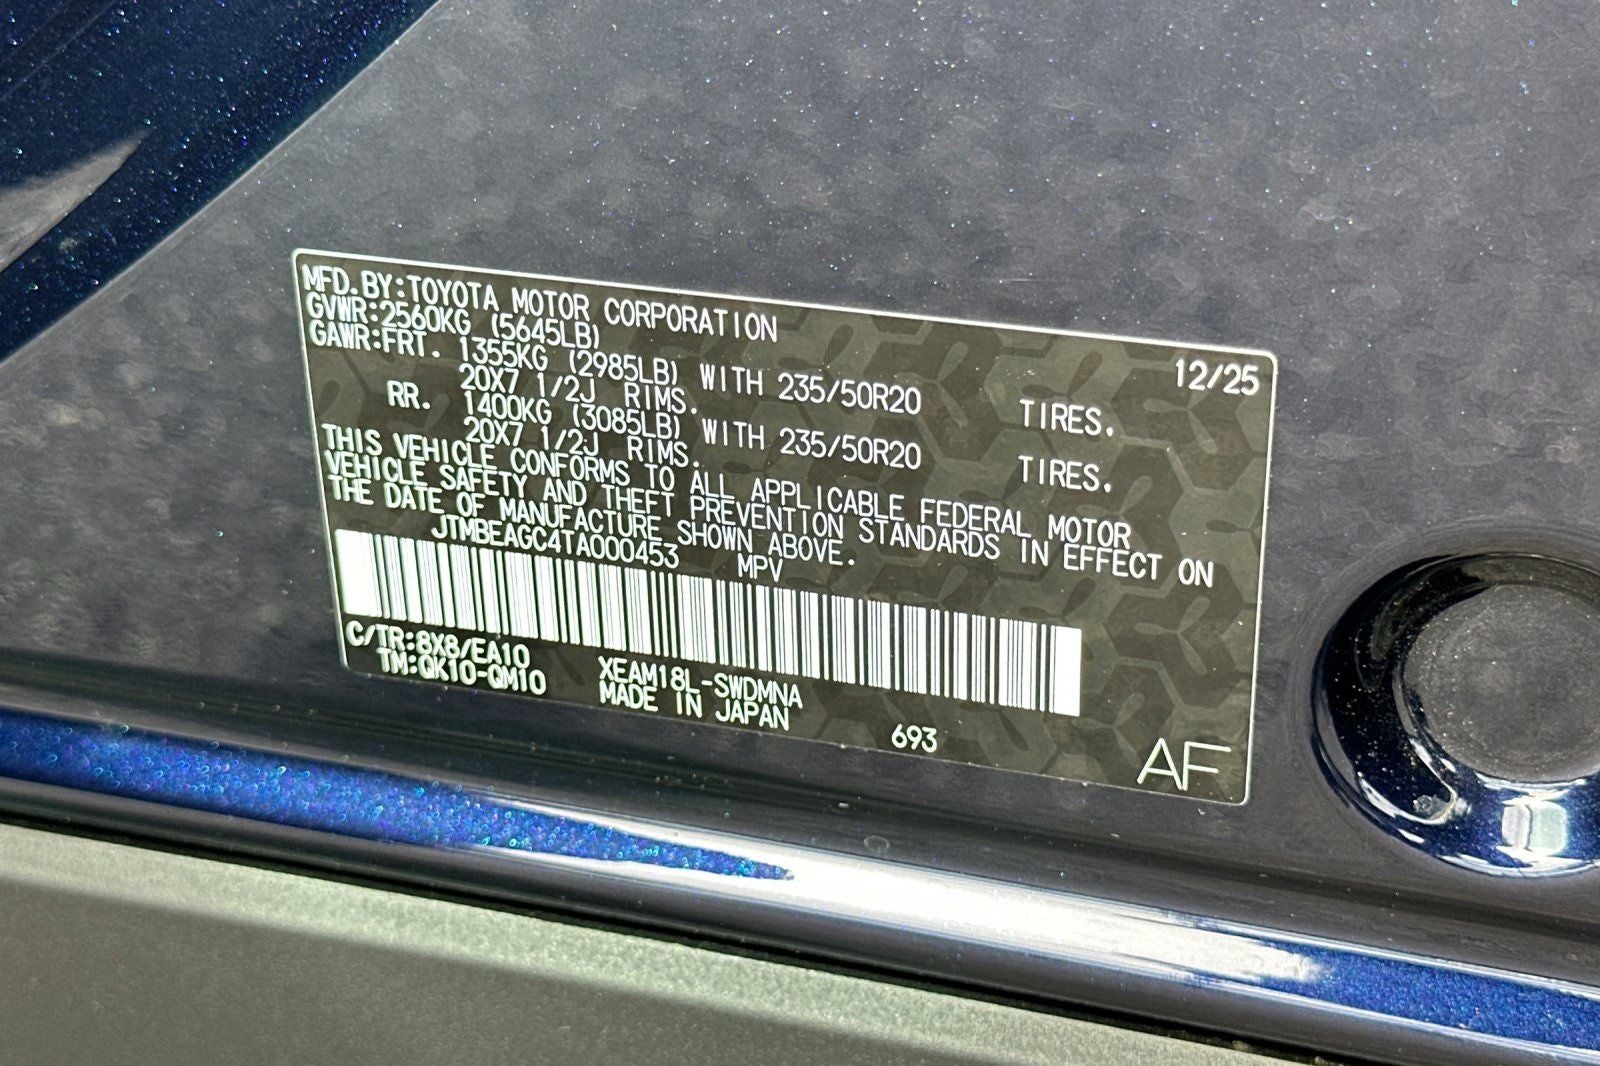 MFD.BY:TOYOTA MOTOR CORPORATION 12/25
GVWR:2560KG (5645LB)
GAWR:FRT. 1355KG (2985LB) WITH 235/50R20 TIRES.
20X7 1/2J RIMS.
RR. 1400KG (3085LB) WITH 235/50R20 TIRES.
20X7 1/2J RIMS.
THIS VEHICLE CONFORMS TO ALL APPLICABLE FEDERAL MOTOR
VEHICLE SAFETY AND THEFT PREVENTION STANDARDS IN EFFECT ON
THE DATE OF MANUFACTURE SHOWN ABOVE.
JTMBEAGC4TA000453 MPV
C/TR:8X8/EA10 XEAM18L-SWDMNA
TM:QK10-QM10 MADE IN JAPAN 693
AF